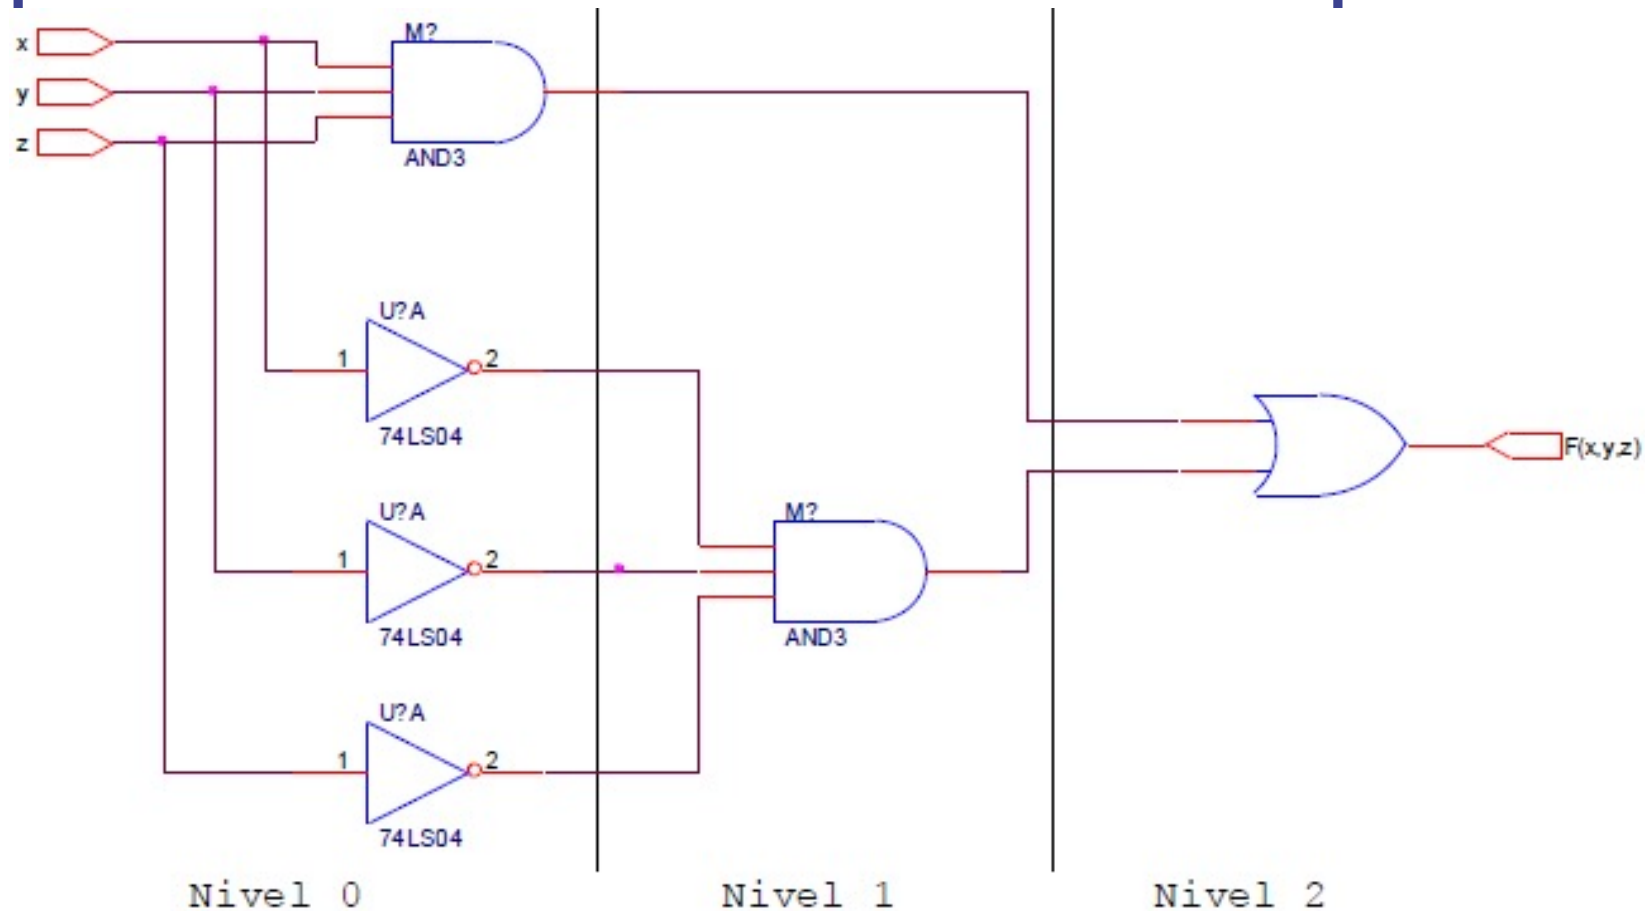 x
y
z
M?
AND3
U?A
1
2
74LS04
U?A
1
2
74LS04
M?
AND3
F(x,y,z)
U?A
1
2
74LS04
Nivel 0
Nivel 1
Nivel 2